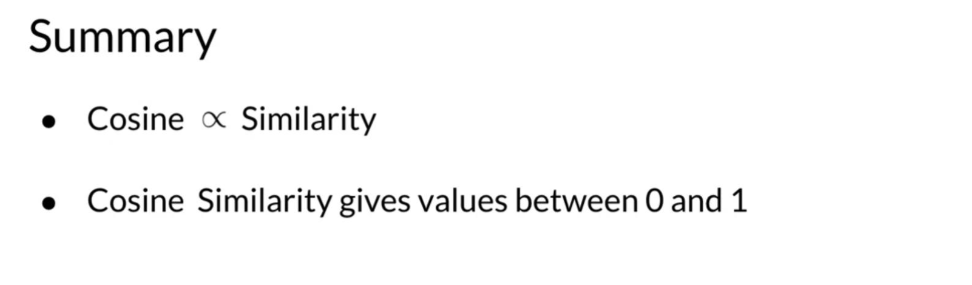 Summary
● Cosine ∝ Similarity
● Cosine Similarity gives values between 0 and 1